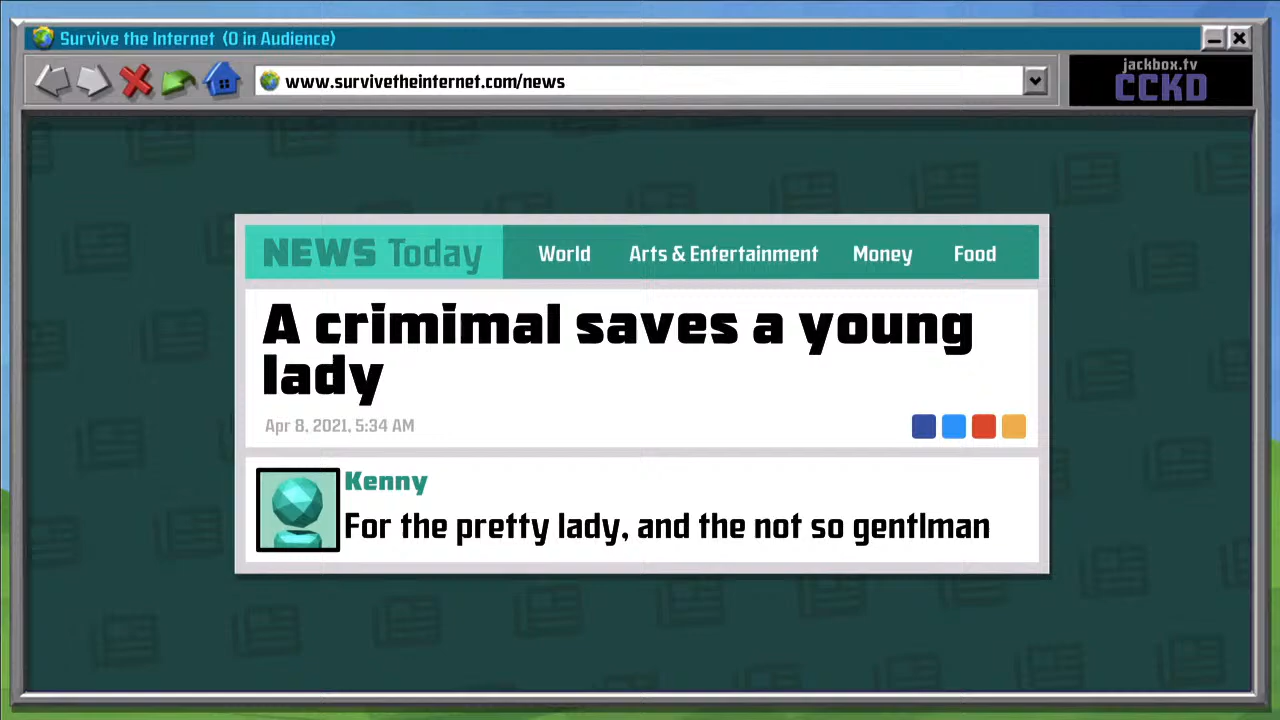 Survive the Internet (0 in Audience)
www.survivetheinternet.com/news
jackbox.tv
CCKD
NEWS Today
World
Arts & Entertainment
Money
Food
A crimimal saves a young
lady
Apr 8, 2021, 5:34 AM
Kenny
For the pretty lady, and the not so gentlman